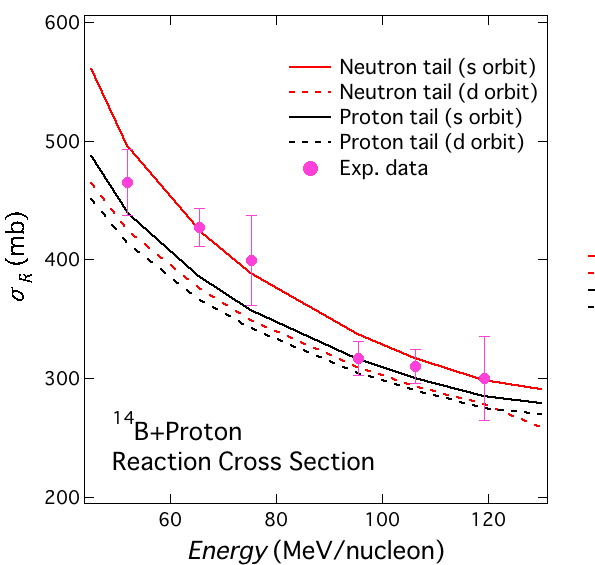 600
500
400
300
200
σR (mb)
Neutron tail (s orbit)
Neutron tail (d orbit)
Proton tail (s orbit)
Proton tail (d orbit)
Exp. data
14B+Proton
Reaction Cross Section
60 80 100 120
Energy (MeV/nucleon)